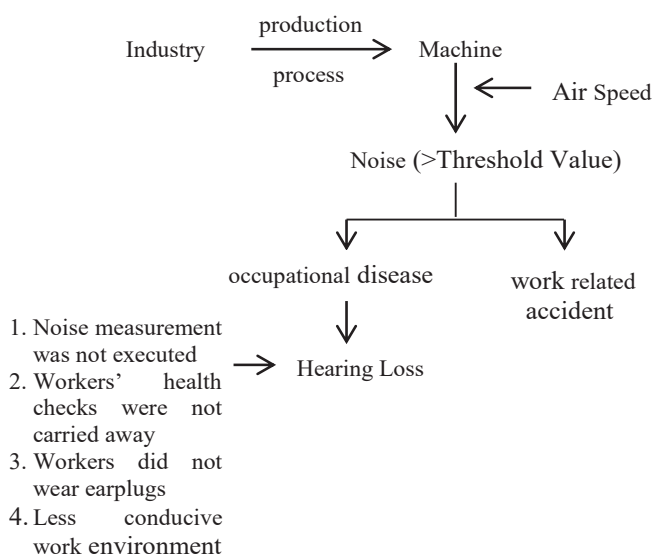 production
Industry
Machine
process
Air Speed
Noise (>Threshold Value)
occupational disease
work related
accident
1. Noise measurement
was not executed
2. Workers' health
checks were not
carried away
3. Workers did not
wear earplugs
4. Less conducive
work environment
Hearing Loss